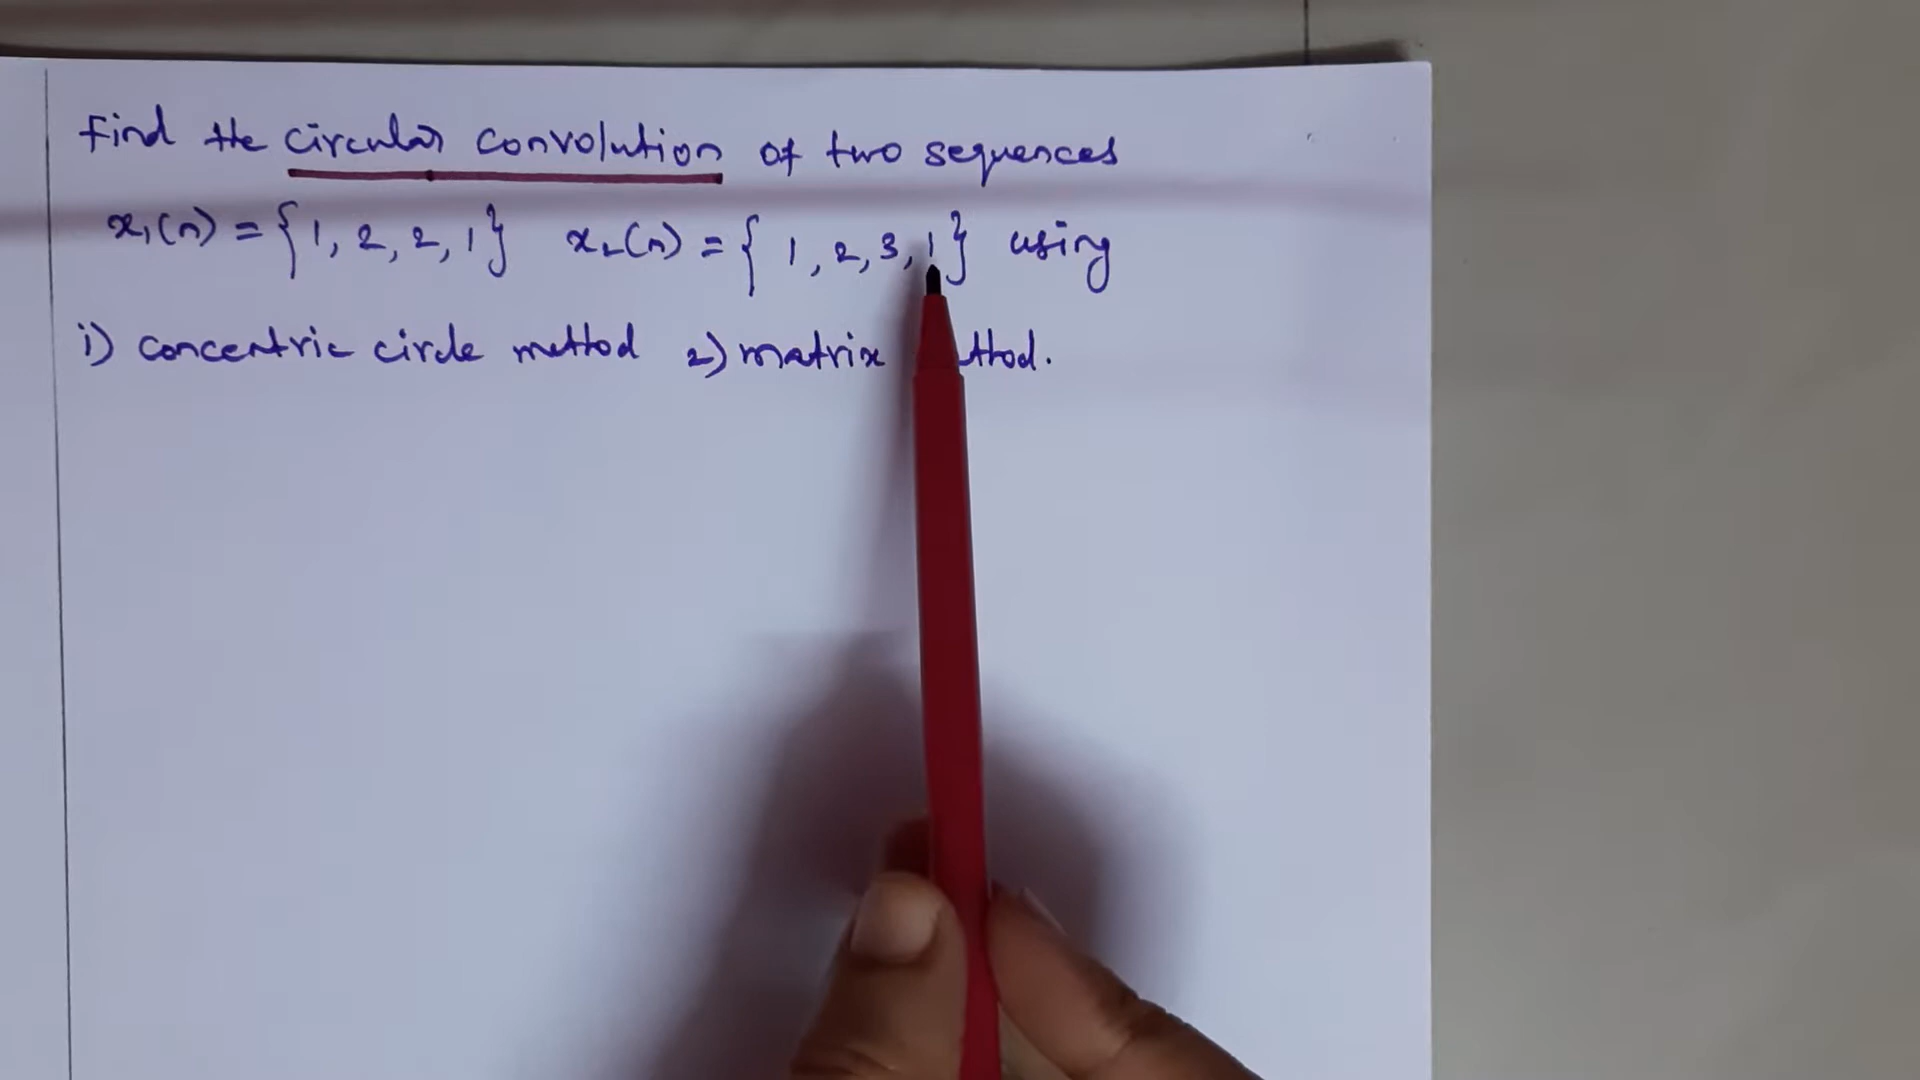 Find the circular convolution of two sequences
x₁(n) = {1, 2, 2, 1} x₂(n) = {1, 2, 3, 1} using
i) concentric circle method 2) matrix